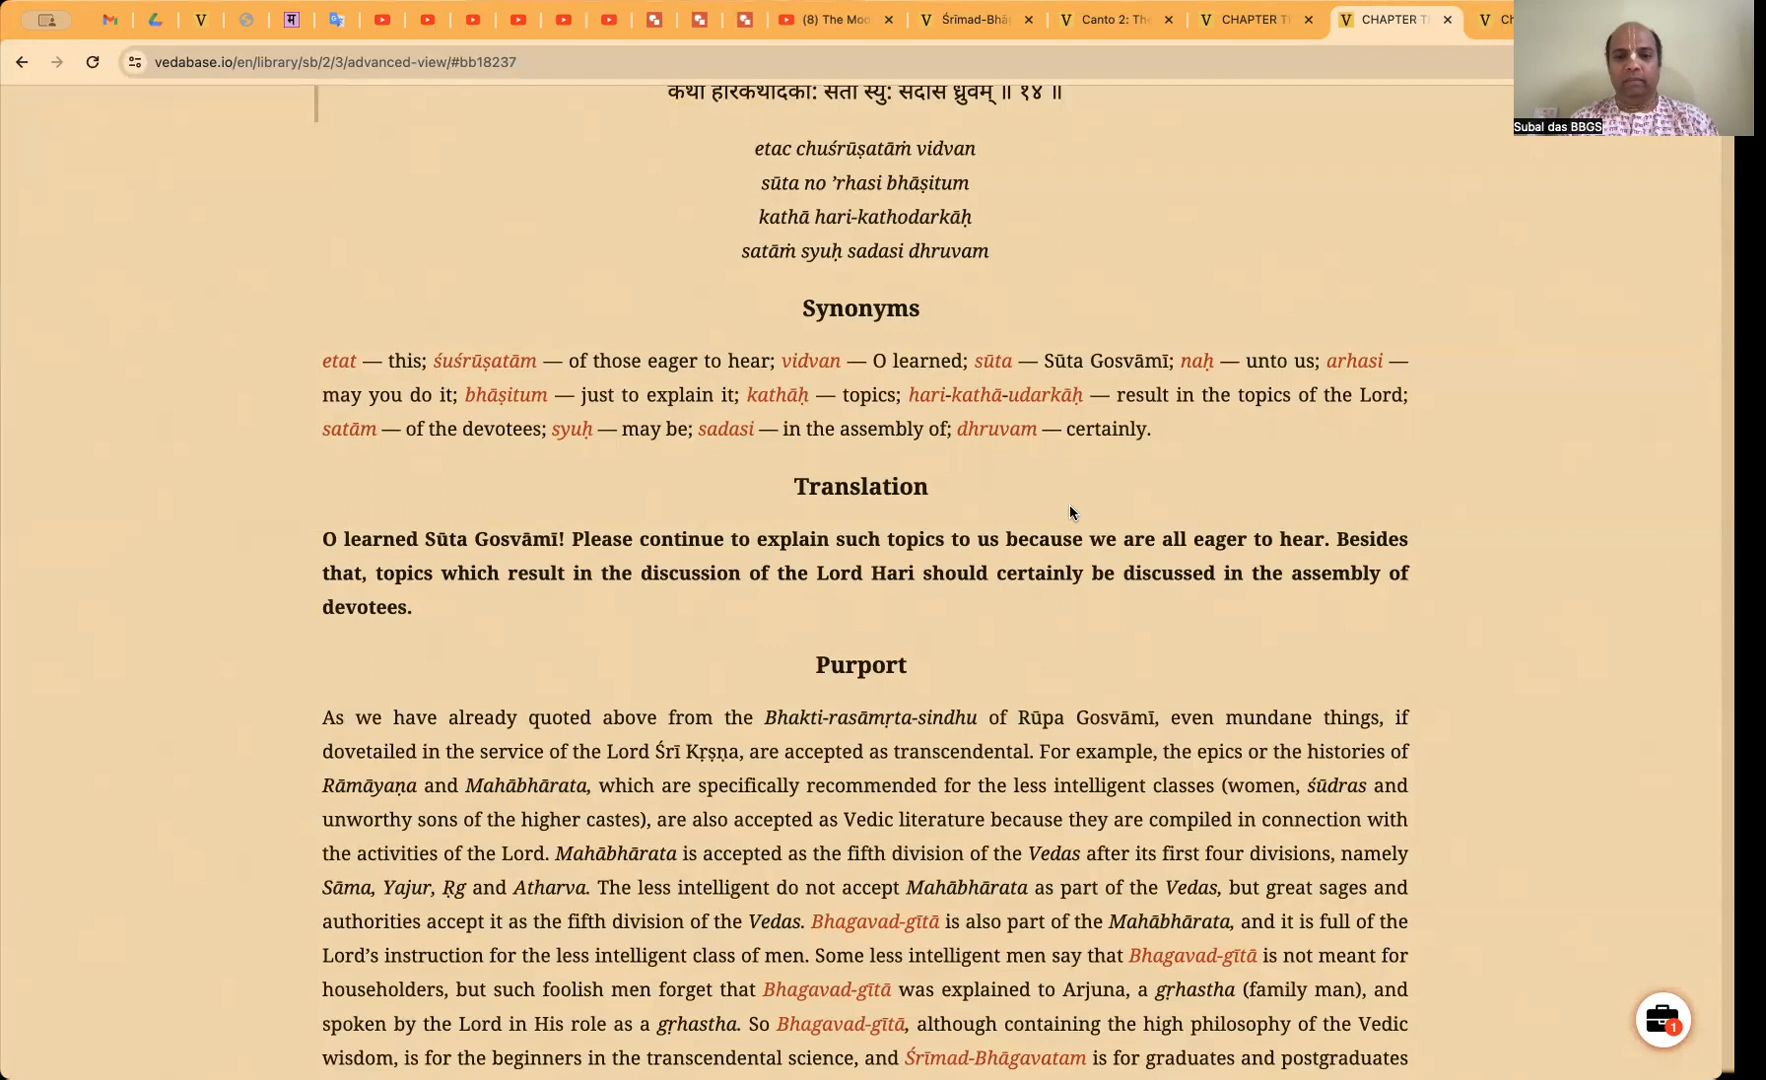 (8) The Moo
Śrīmad-Bhā
Canto 2: The
CHAPTER T
CHAPTER T
Ch
vedabase.io/en/library/sb/2/3/advanced-view/#bb18237
Subal das BBGS
कथा हरिकथोदर्का: सतां स्यु: सदसि ध्रुवम् ॥ १४ ॥
etac chuśrūṣatāṁ vidvan
sūta no ’rhasi bhāṣitum
kathā hari-kathodarkāḥ
satāṁ syuḥ sadasi dhruvam
Synonyms
etat — this; śuśrūṣatām — of those eager to hear; vidvan — O learned; sūta — Sūta Gosvāmī; naḥ — unto us; arhasi —
may you do it; bhāṣitum — just to explain it; kathāḥ — topics; hari-kathā-udarkāḥ — result in the topics of the Lord;
satām — of the devotees; syuḥ — may be; sadasi — in the assembly of; dhruvam — certainly.
Translation
O learned Sūta Gosvāmī! Please continue to explain such topics to us because we are all eager to hear. Besides
that, topics which result in the discussion of the Lord Hari should certainly be discussed in the assembly of
devotees.
Purport
As we have already quoted above from the Bhakti-rasāmṛta-sindhu of Rūpa Gosvāmī, even mundane things, if
dovetailed in the service of the Lord Śrī Kṛṣṇa, are accepted as transcendental. For example, the epics or the histories of
Rāmāyaṇa and Mahābhārata, which are specifically recommended for the less intelligent classes (women, śūdras and
unworthy sons of the higher castes), are also accepted as Vedic literature because they are compiled in connection with
the activities of the Lord. Mahābhārata is accepted as the fifth division of the Vedas after its first four divisions, namely
Sāma, Yajur, Ṛg and Atharva. The less intelligent do not accept Mahābhārata as part of the Vedas, but great sages and
authorities accept it as the fifth division of the Vedas. Bhagavad-gītā is also part of the Mahābhārata, and it is full of the
Lord’s instruction for the less intelligent class of men. Some less intelligent men say that Bhagavad-gītā is not meant for
householders, but such foolish men forget that Bhagavad-gītā was explained to Arjuna, a gṛhastha (family man), and
spoken by the Lord in His role as a gṛhastha. So Bhagavad-gītā, although containing the high philosophy of the Vedic
wisdom, is for the beginners in the transcendental science, and Śrīmad-Bhāgavatam is for graduates and postgraduates
1